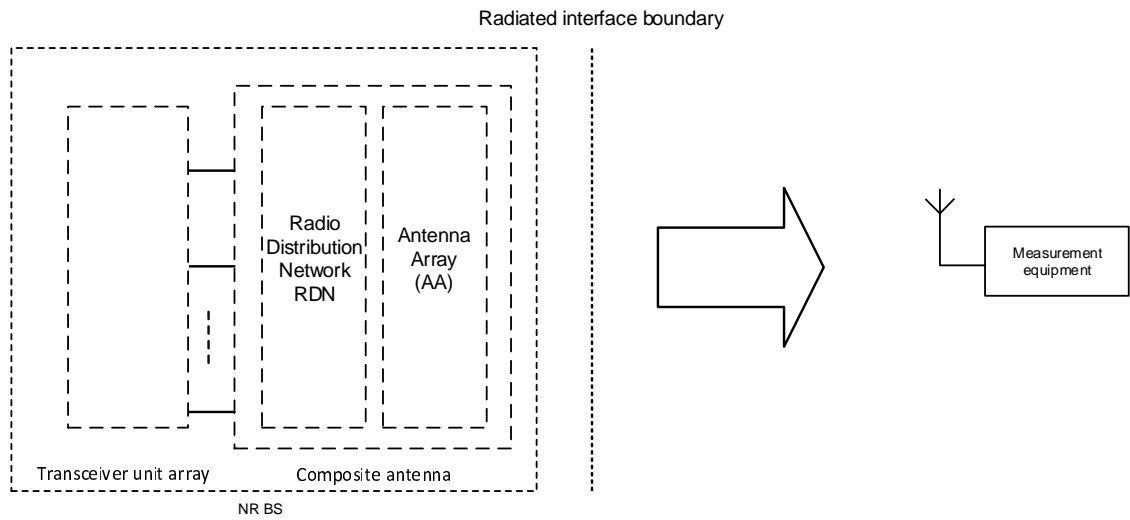 Radiated interface boundary
Radio
Distribution
Network
RDN
Antenna
Array
(AA)
Measurement
equipment
Transceiver unit array
Composite antenna
NR BS